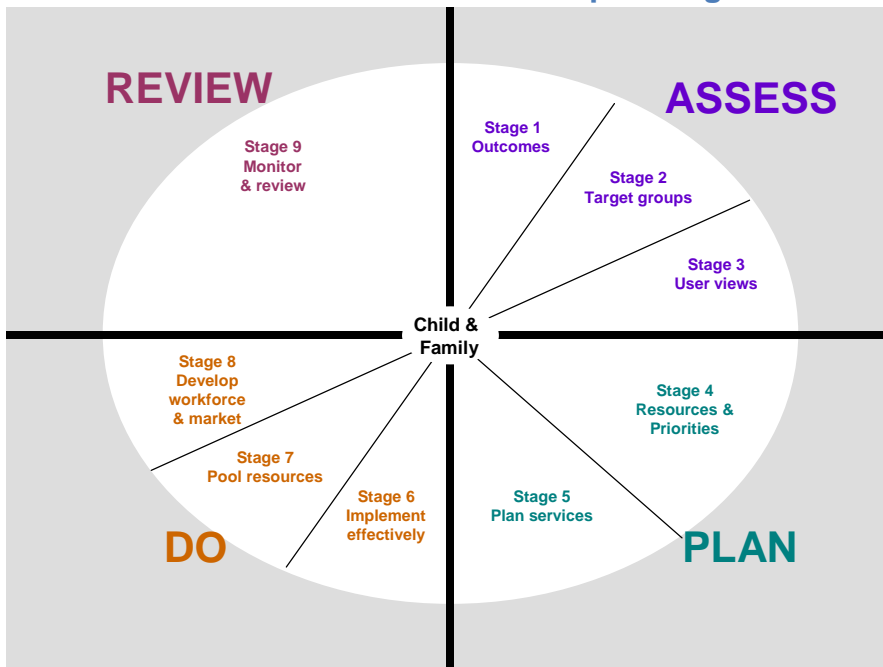 REVIEW
ASSESS
Stage 1
Outcomes
Stage 9
Monitor
& review
Stage 2
Target groups
Stage 3
User views
Child &
Family
Stage 8
Develop
workforce
& market
Stage 4
Resources &
Priorities
Stage 7
Pool resources
Stage 6
Implement
effectively
Stage 5
Plan services
DO
PLAN